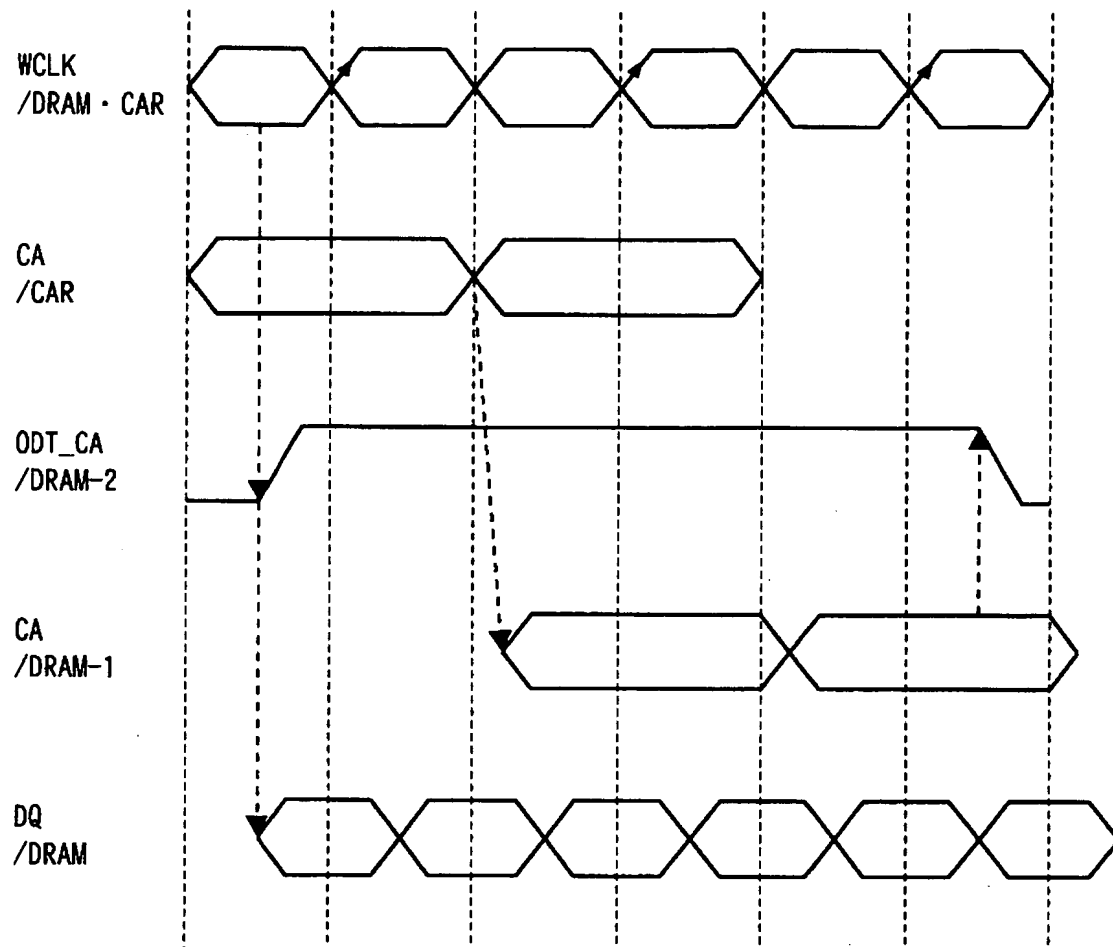 WCLK
/DRAM・CAR
CA
/CAR
ODT_CA
/DRAM-2
CA
/DRAM-1
DQ
/DRAM